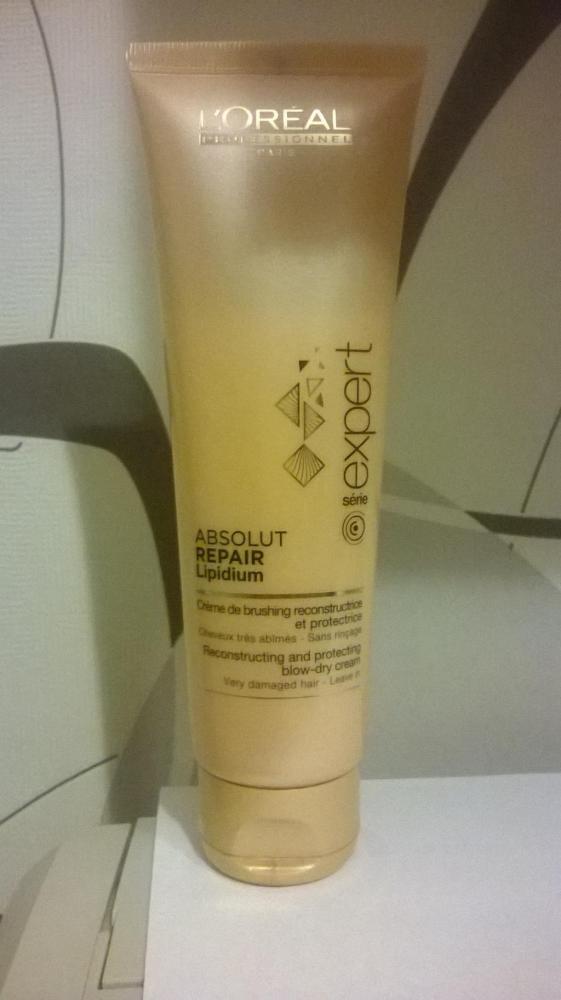 L'ORÉAL
PROFESSIONNEL
PARIS
série expert
ABSOLUT
REPAIR
Lipidium
Crème de brushing reconstructrice
et protectrice
Cheveux très abîmés - Sans rinçage
Reconstructing and protecting
blow-dry cream
Very damaged hair - Leave in